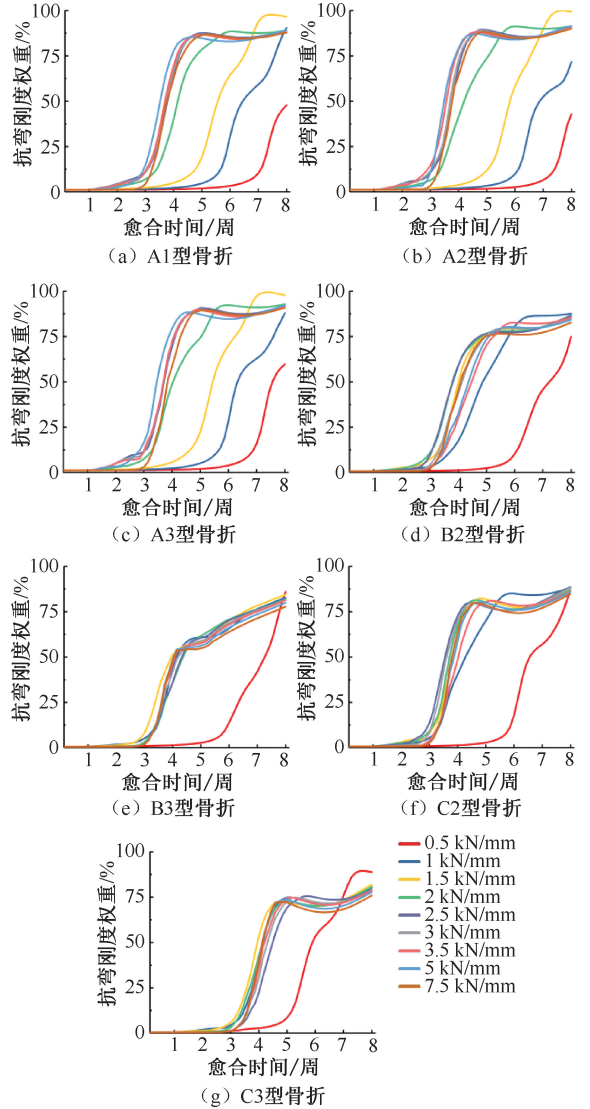 100
75
50
25
0
抗弯刚度权重/%
1 2 3 4 5 6 7 8
愈合时间/周
（a）A1型骨折
100
75
50
25
0
抗弯刚度权重/%
1 2 3 4 5 6 7 8
愈合时间/周
（b）A2型骨折
100
75
50
25
0
抗弯刚度权重/%
1 2 3 4 5 6 7 8
愈合时间/周
（c）A3型骨折
100
75
50
25
0
抗弯刚度权重/%
1 2 3 4 5 6 7 8
愈合时间/周
（d）B2型骨折
100
75
50
25
0
抗弯刚度权重/%
1 2 3 4 5 6 7 8
愈合时间/周
（e）B3型骨折
100
75
50
25
0
抗弯刚度权重/%
1 2 3 4 5 6 7 8
愈合时间/周
（f）C2型骨折
100
75
50
25
0
抗弯刚度权重/%
1 2 3 4 5 6 7 8
愈合时间/周
（g）C3型骨折
0.5 kN/mm
1 kN/mm
1.5 kN/mm
2 kN/mm
2.5 kN/mm
3 kN/mm
3.5 kN/mm
5 kN/mm
7.5 kN/mm